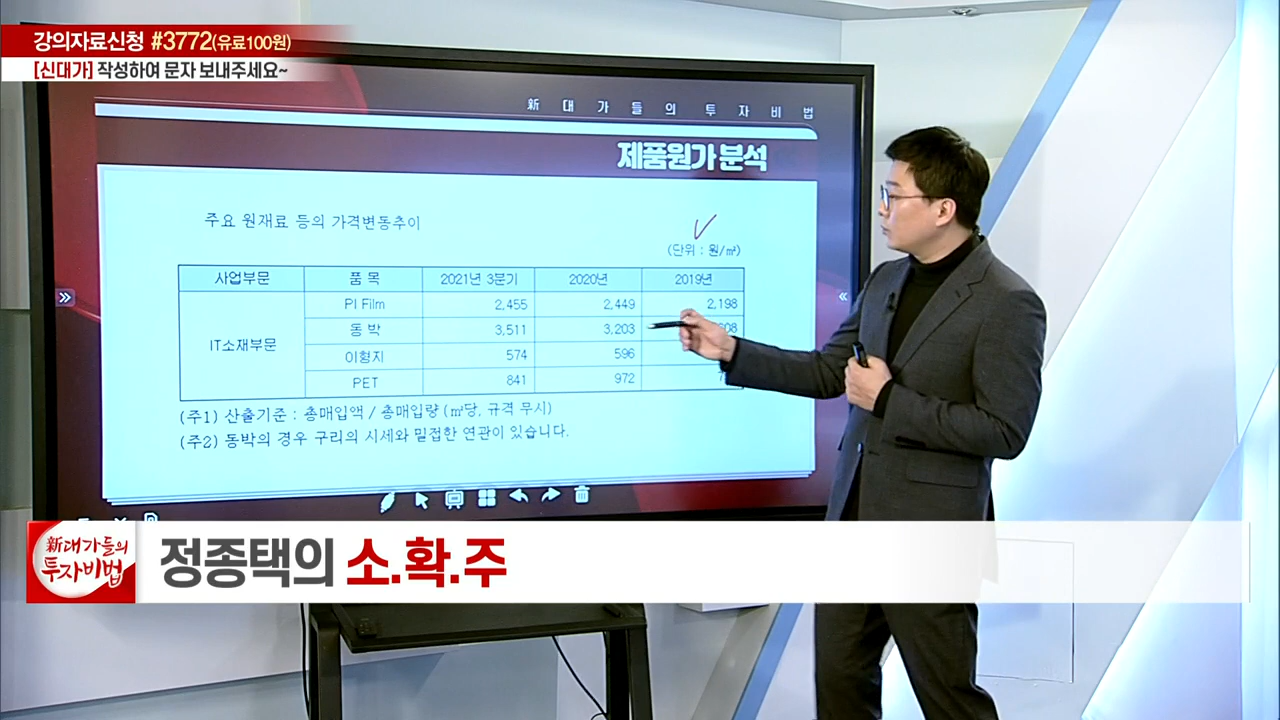 강의자료신청 #3772(유료100원)
[신대가] 작성하여 문자 보내주세요~
新 대 가 들 의 투 자 비 법
제품원가 분석
주요 원재료 등의 가격변동추이
(단위 : 원/㎡)
사업부문 품 목 2021년 3분기 2020년 2019년
IT소재부문
PI Film 2,455 2,449 2,198
동 박 3,511 3,203
이형지 574 596
PET 841 972
(주1) 산출기준 : 총매입액 / 총매입량 (㎡당, 규격 무시)
(주2) 동박의 경우 구리의 시세와 밀접한 연관이 있습니다.
新대가들의
투자비법
정종택의 소.확.주